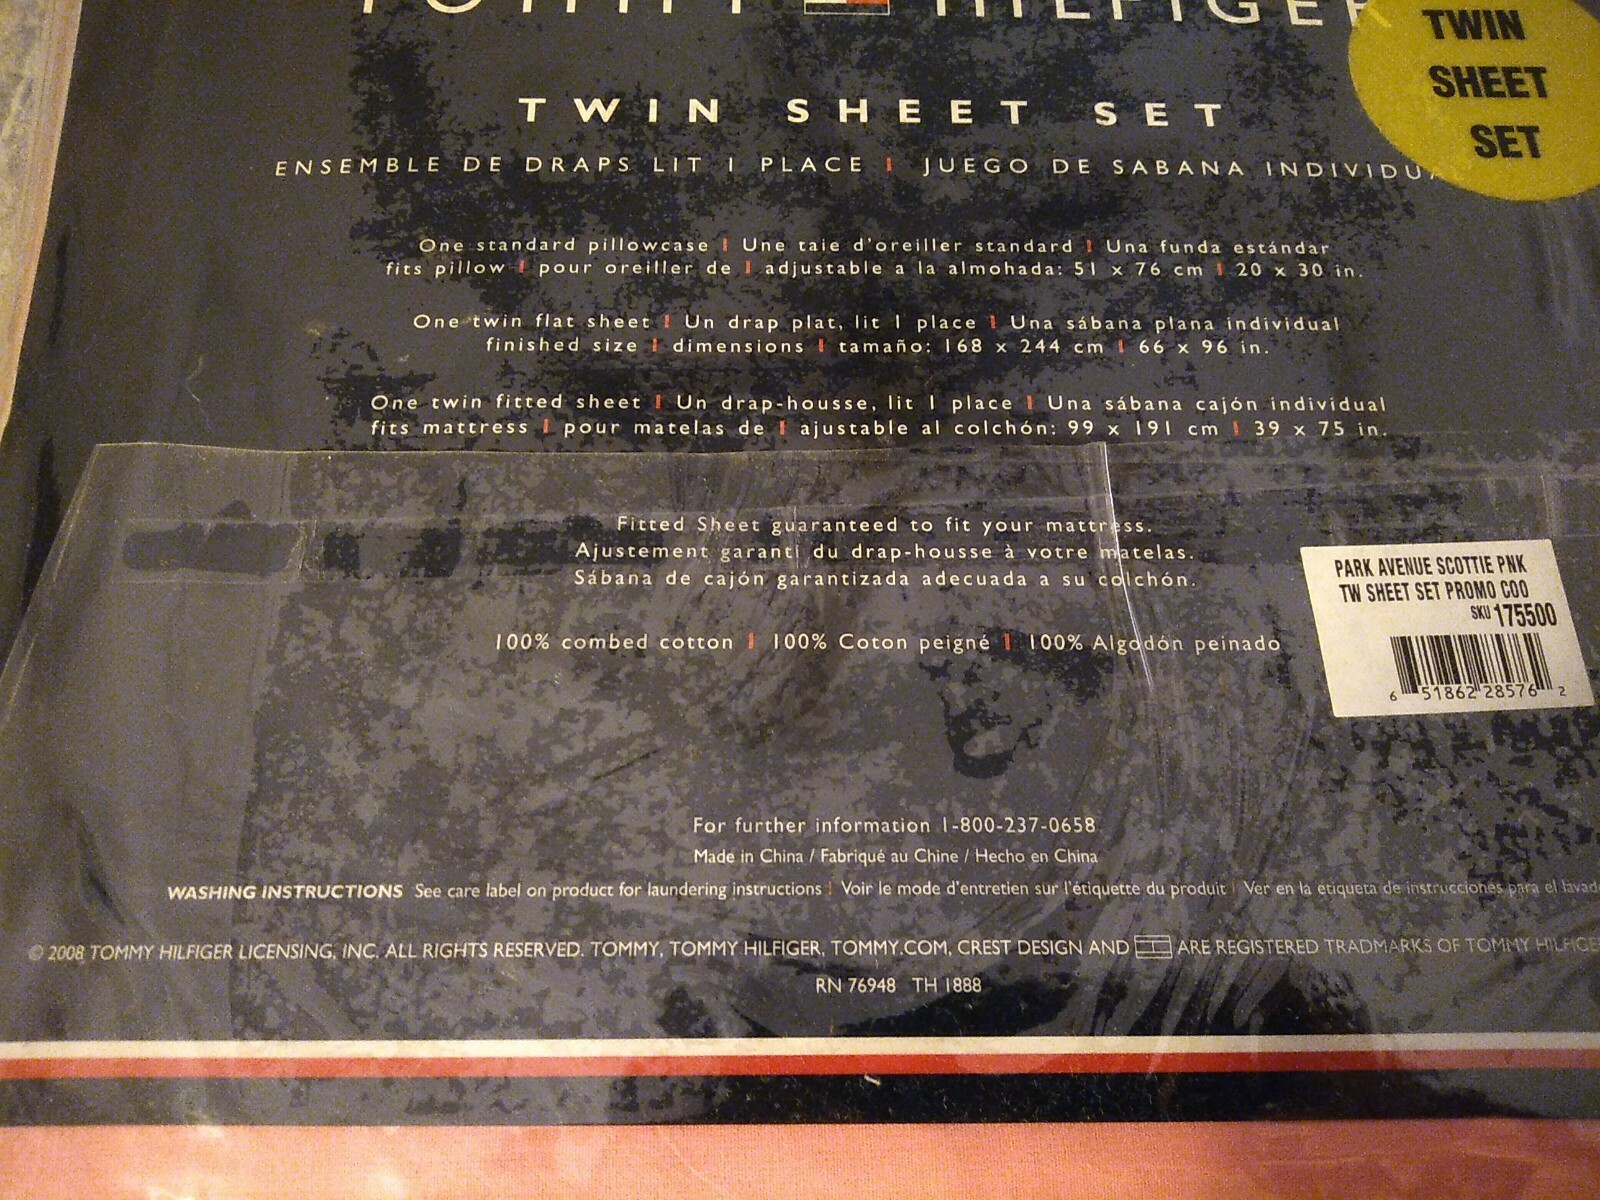 TOMMY HILFIGER
TWIN
SHEET
SET
TWIN SHEET SET
ENSEMBLE DE DRAPS LIT 1 PLACE | JUEGO DE SABANA
One standard pillowcase | Une taie d'oreiller standard | Una funda estándar
fits pillow | pour oreiller de | adjustable a la almohada: 51 x 76 cm | 20 x 30 in.
One twin flat sheet | Un drap plat, lit 1 place | Una sábana plana individual
finished size | dimensions | tamaño: 168 x 244 cm | 66 x 96 in.
One twin fitted sheet | Un drap-housse, lit 1 place | Una sábana cajón individual
fits mattress | pour matelas de | ajustable al colchón: 99 x 191 cm | 39 x 75 in.
Fitted Sheet guaranteed to fit your mattress.
Ajustement garanti du drap-housse à votre matelas.
Sábana de cajón garantizada adecuada a su colchón.
100% combed cotton | 100% Coton peigné | 100% Algodón peinado
PARK AVENUE SCOTTIE PNK
TW SHEET SET PROMO COO
SKU 175500
6 51862 28576 2
For further information 1-800-237-0658
Made in China / Fabriqué au Chine / Hecho en China
WASHING INSTRUCTIONS See care label on product for laundering instructions | Voir le mode d'entretien sur l'étiquette du produit | Ver en la etiqueta de instrucciones para el
© 2008 TOMMY HILFIGER LICENSING, INC. ALL RIGHTS RESERVED. TOMMY, TOMMY HILFIGER, TOMMY.COM, CREST DESIGN AND ARE REGISTERED TRADMARKS OF TOMMY
RN 76948 TH 1888